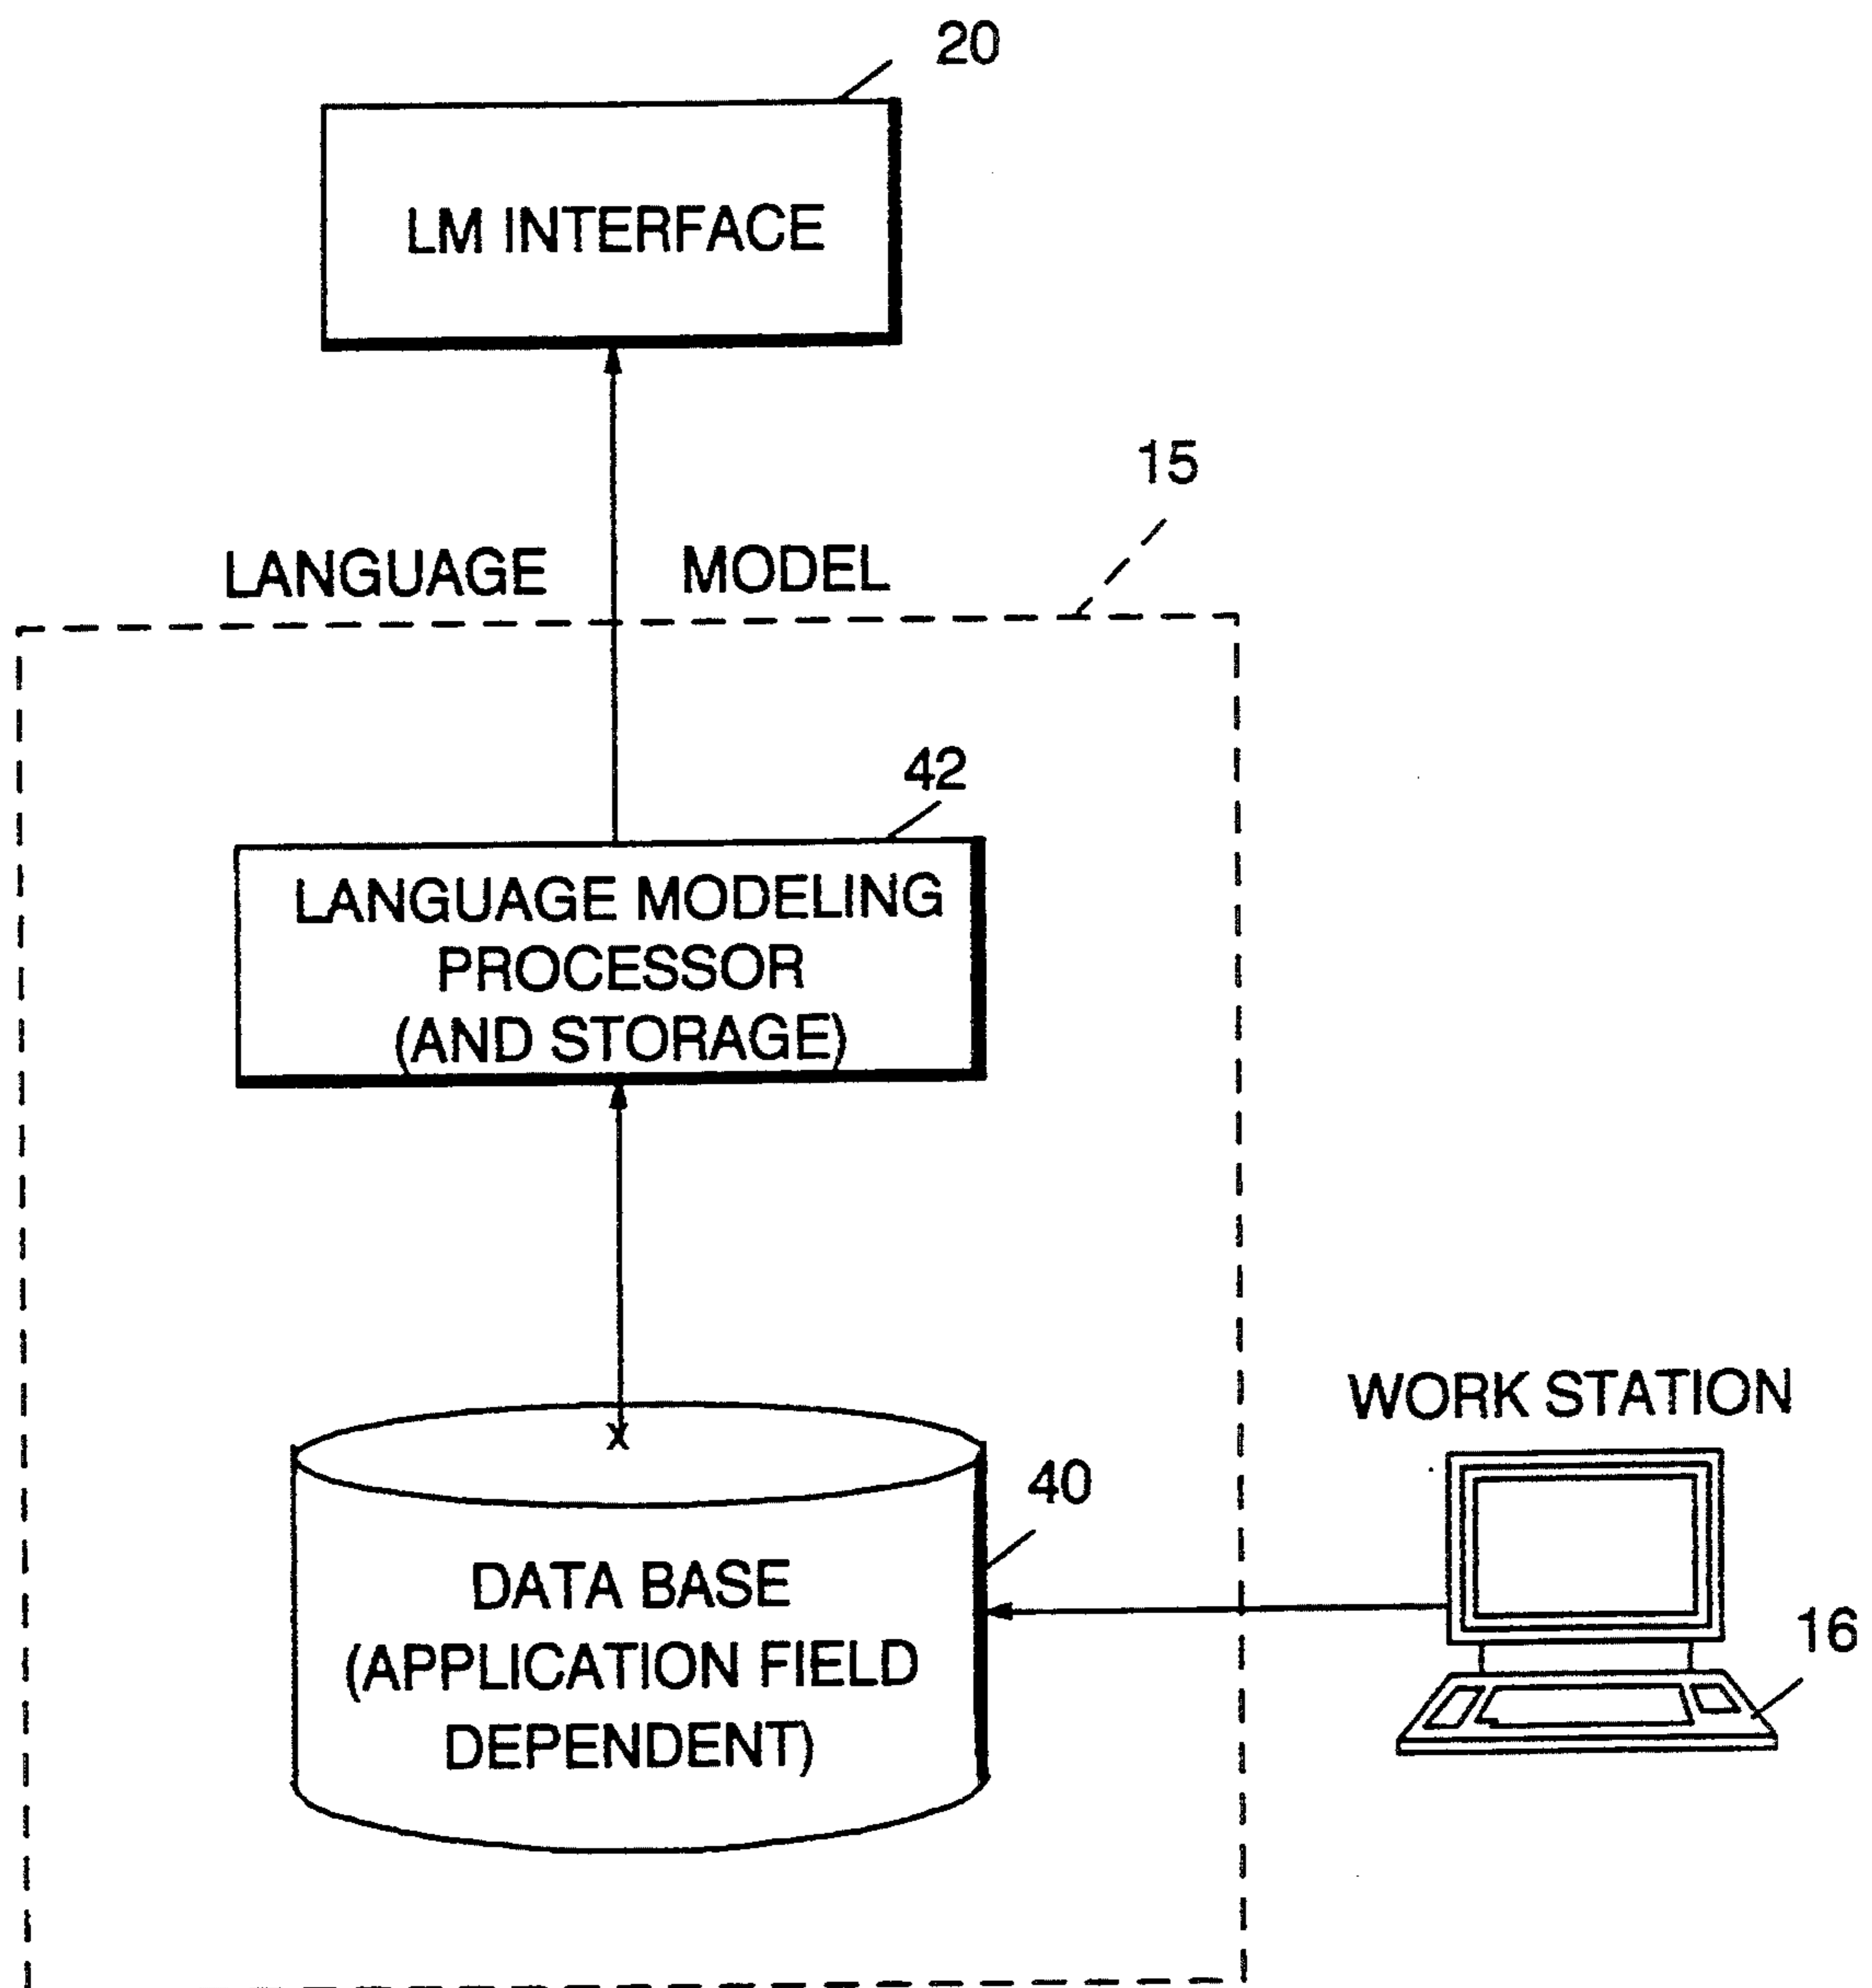 20
LM INTERFACE
15
LANGUAGE MODEL
42
LANGUAGE MODELING
PROCESSOR
(AND STORAGE)
WORK STATION
x
40
DATA BASE
(APPLICATION FIELD
DEPENDENT)
16